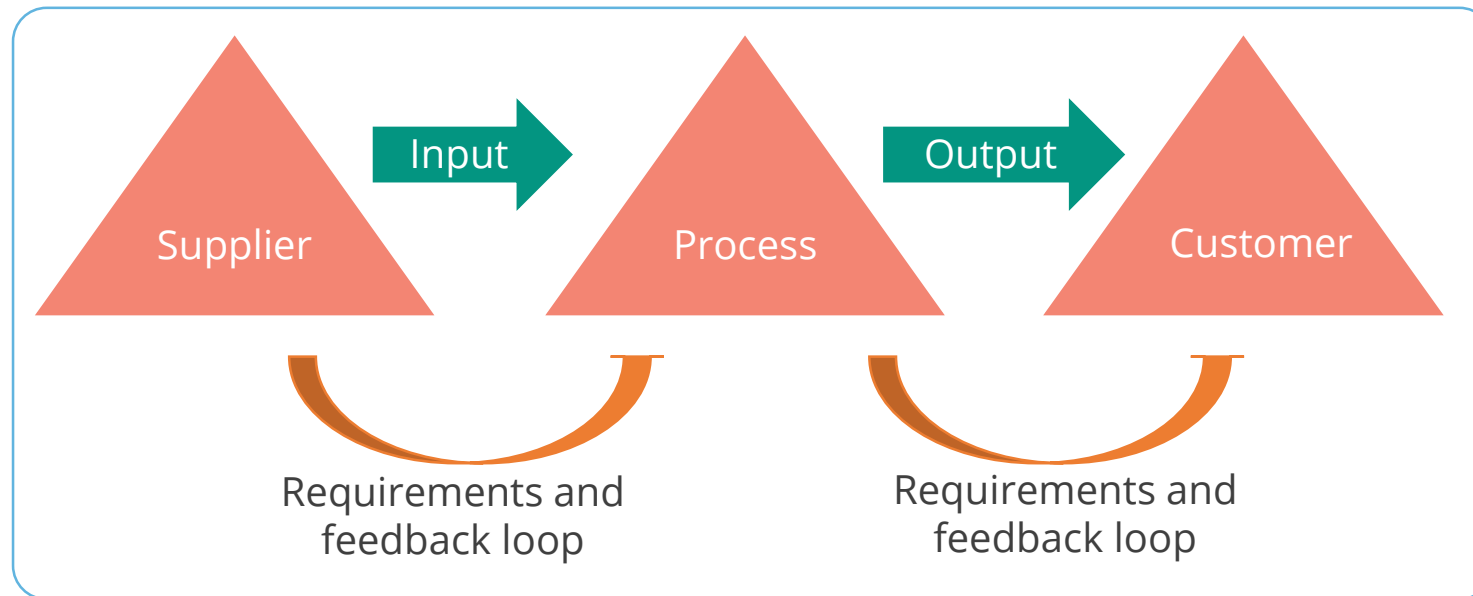 Input
Output
Supplier
Process
Customer
Requirements and
feedback loop
Requirements and
feedback loop